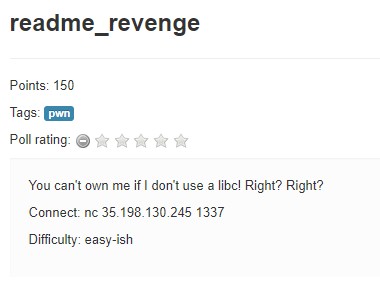 readme_revenge
Points: 150
Tags: pwn
Poll rating:
You can't own me if I don't use a libc! Right? Right?
Connect: nc 35.198.130.245 1337
Difficulty: easy-ish